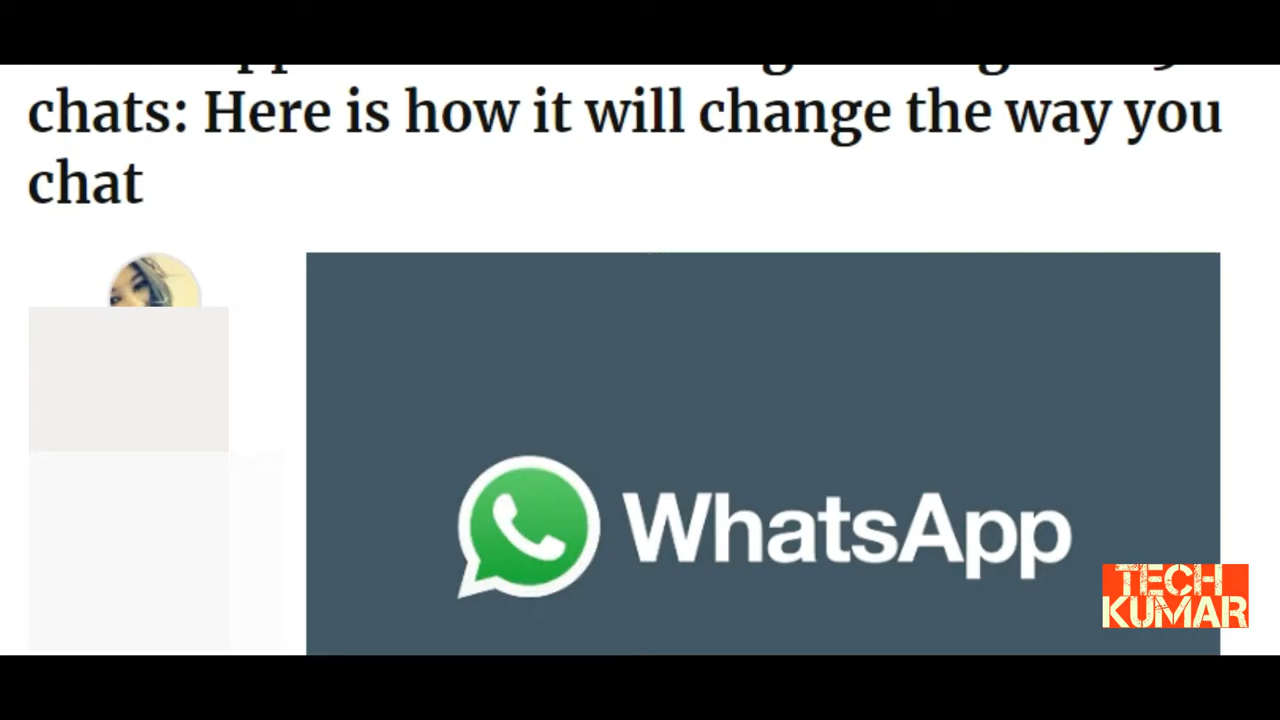 chats: Here is how it will change the way you
chat
WhatsApp
TECH
KUMAR